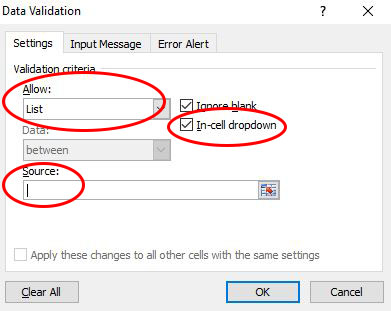 Data Validation
Settings Input Message Error Alert
Validation criteria
Allow:
List Ignore blank
Data: In-cell dropdown
between
Source:
Apply these changes to all other cells with the same settings
Clear All OK Cancel